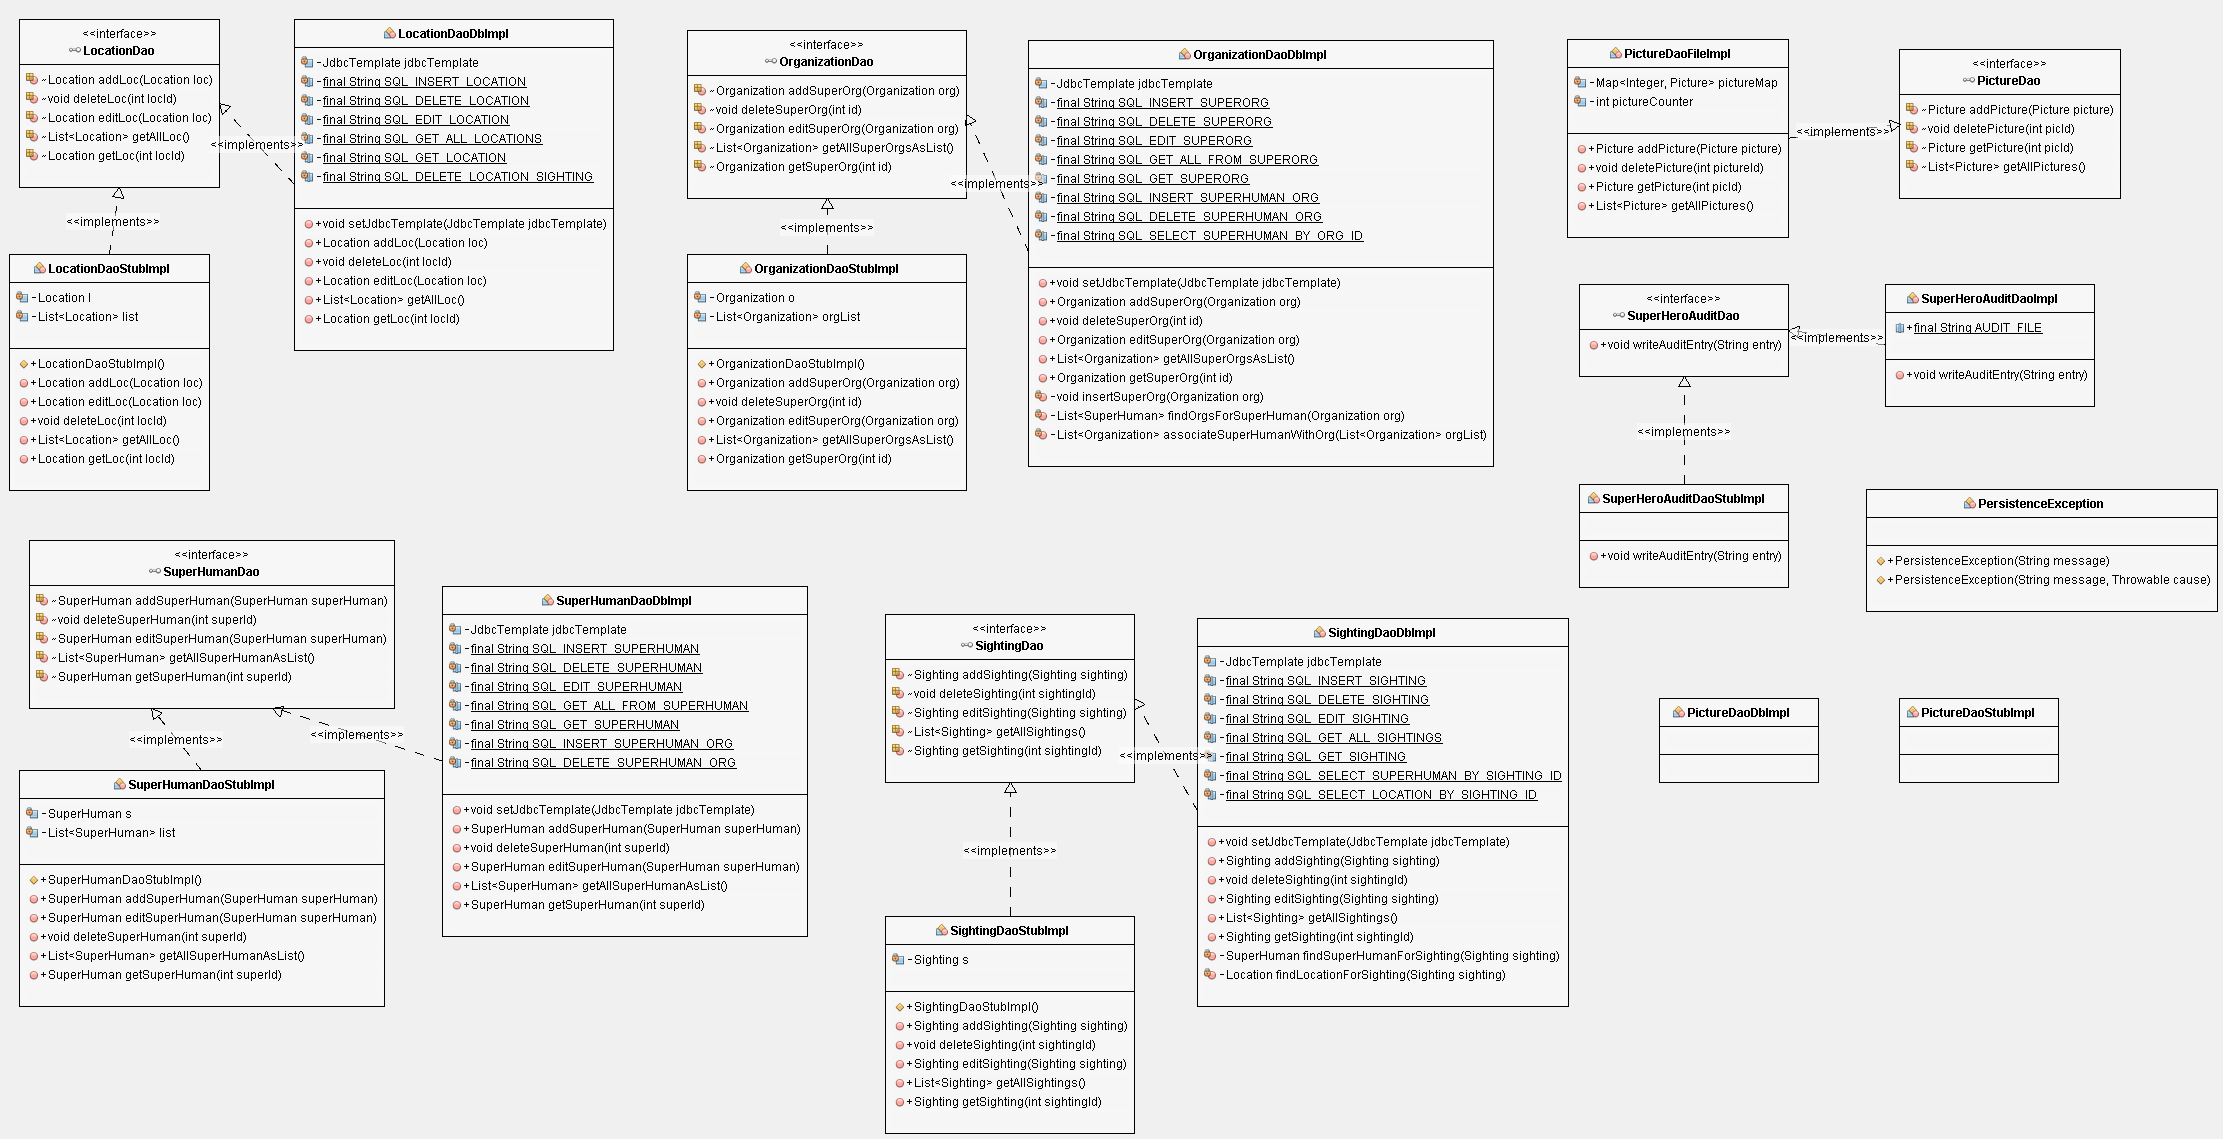 <<interface>>
LocationDao
~Location addLoc(Location loc)
~void deleteLoc(int locId)
~Location editLoc(Location loc)
~List<Location> getAllLoc()
~Location getLoc(int locId)
<<implements>>
<<implements>>
LocationDaoDbImpl
-JdbcTemplate jdbcTemplate
-final String SQL_INSERT_LOCATION
-final String SQL_DELETE_LOCATION
-final String SQL_EDIT_LOCATION
-final String SQL_GET_ALL_LOCATIONS
-final String SQL_GET_LOCATION
-final String SQL_DELETE_LOCATION_SIGHTING
+void setJdbcTemplate(JdbcTemplate jdbcTemplate)
+Location addLoc(Location loc)
+void deleteLoc(int locId)
+Location editLoc(Location loc)
+List<Location> getAllLoc()
+Location getLoc(int locId)
LocationDaoStubImpl
-Location l
-List<Location> list
+LocationDaoStubImpl()
+Location addLoc(Location loc)
+Location editLoc(Location loc)
+void deleteLoc(int locId)
+List<Location> getAllLoc()
+Location getLoc(int locId)
<<interface>>
OrganizationDao
~Organization addSuperOrg(Organization org)
~void deleteSuperOrg(int id)
~Organization editSuperOrg(Organization org)
~List<Organization> getAllSuperOrgsAsList()
~Organization getSuperOrg(int id)
<<implements>>
<<implements>>
OrganizationDaoDbImpl
-JdbcTemplate jdbcTemplate
-final String SQL_INSERT_SUPERORG
-final String SQL_DELETE_SUPERORG
-final String SQL_EDIT_SUPERORG
-final String SQL_GET_ALL_FROM_SUPERORG
-final String SQL_GET_SUPERORG
-final String SQL_INSERT_SUPERHUMAN_ORG
-final String SQL_DELETE_SUPERHUMAN_ORG
-final String SQL_SELECT_SUPERHUMAN_BY_ORG_ID
+void setJdbcTemplate(JdbcTemplate jdbcTemplate)
+Organization addSuperOrg(Organization org)
+void deleteSuperOrg(int id)
+Organization editSuperOrg(Organization org)
+List<Organization> getAllSuperOrgsAsList()
+Organization getSuperOrg(int id)
-void insertSuperOrg(Organization org)
-List<SuperHuman> findOrgsForSuperHuman(Organization org)
-List<Organization> associateSuperHumanWithOrg(List<Organization> orgList)
OrganizationDaoStubImpl
-Organization o
-List<Organization> orgList
+OrganizationDaoStubImpl()
+Organization addSuperOrg(Organization org)
+void deleteSuperOrg(int id)
+Organization editSuperOrg(Organization org)
+List<Organization> getAllSuperOrgsAsList()
+Organization getSuperOrg(int id)
PictureDaoFileImpl
-Map<Integer, Picture> pictureMap
-int pictureCounter
+Picture addPicture(Picture picture)
+void deletePicture(int pictureId)
+Picture getPicture(int picId)
+List<Picture> getAllPictures()
<<implements>>
<<interface>>
PictureDao
~Picture addPicture(Picture picture)
~void deletePicture(int picId)
~Picture getPicture(int picId)
~List<Picture> getAllPictures()
<<interface>>
SuperHeroAuditDao
+void writeAuditEntry(String entry)
<<implements>>
<<implements>>
SuperHeroAuditDaoImpl
+final String AUDIT_FILE
+void writeAuditEntry(String entry)
SuperHeroAuditDaoStubImpl
+void writeAuditEntry(String entry)
PersistenceException
+PersistenceException(String message)
+PersistenceException(String message, Throwable cause)
<<interface>>
SuperHumanDao
~SuperHuman addSuperHuman(SuperHuman superHuman)
~void deleteSuperHuman(int superId)
~SuperHuman editSuperHuman(SuperHuman superHuman)
~List<SuperHuman> getAllSuperHumanAsList()
~SuperHuman getSuperHuman(int superId)
<<implements>>
<<implements>>
SuperHumanDaoDbImpl
-JdbcTemplate jdbcTemplate
-final String SQL_INSERT_SUPERHUMAN
-final String SQL_DELETE_SUPERHUMAN
-final String SQL_EDIT_SUPERHUMAN
-final String SQL_GET_ALL_FROM_SUPERHUMAN
-final String SQL_GET_SUPERHUMAN
-final String SQL_INSERT_SUPERHUMAN_ORG
-final String SQL_DELETE_SUPERHUMAN_ORG
+void setJdbcTemplate(JdbcTemplate jdbcTemplate)
+SuperHuman addSuperHuman(SuperHuman superHuman)
+void deleteSuperHuman(int superId)
+SuperHuman editSuperHuman(SuperHuman superHuman)
+List<SuperHuman> getAllSuperHumanAsList()
+SuperHuman getSuperHuman(int superId)
SuperHumanDaoStubImpl
-SuperHuman s
-List<SuperHuman> list
+SuperHumanDaoStubImpl()
+SuperHuman addSuperHuman(SuperHuman superHuman)
+SuperHuman editSuperHuman(SuperHuman superHuman)
+void deleteSuperHuman(int superId)
+List<SuperHuman> getAllSuperHumanAsList()
+SuperHuman getSuperHuman(int superId)
<<interface>>
SightingDao
~Sighting addSighting(Sighting sighting)
~void deleteSighting(int sightingId)
~Sighting editSighting(Sighting sighting)
~List<Sighting> getAllSightings()
~Sighting getSighting(int sightingId)
<<implements>>
<<implements>>
SightingDaoDbImpl
-JdbcTemplate jdbcTemplate
-final String SQL_INSERT_SIGHTING
-final String SQL_DELETE_SIGHTING
-final String SQL_EDIT_SIGHTING
-final String SQL_GET_ALL_SIGHTINGS
-final String SQL_GET_SIGHTING
-final String SQL_SELECT_SUPERHUMAN_BY_SIGHTING_ID
-final String SQL_SELECT_LOCATION_BY_SIGHTING_ID
+void setJdbcTemplate(JdbcTemplate jdbcTemplate)
+Sighting addSighting(Sighting sighting)
+void deleteSighting(int sightingId)
+Sighting editSighting(Sighting sighting)
+List<Sighting> getAllSightings()
+Sighting getSighting(int sightingId)
-SuperHuman findSuperHumanForSighting(Sighting sighting)
-Location findLocationForSighting(Sighting sighting)
SightingDaoStubImpl
-Sighting s
+SightingDaoStubImpl()
+Sighting addSighting(Sighting sighting)
+void deleteSighting(int sightingId)
+Sighting editSighting(Sighting sighting)
+List<Sighting> getAllSightings()
+Sighting getSighting(int sightingId)
PictureDaoDbImpl
PictureDaoStubImpl